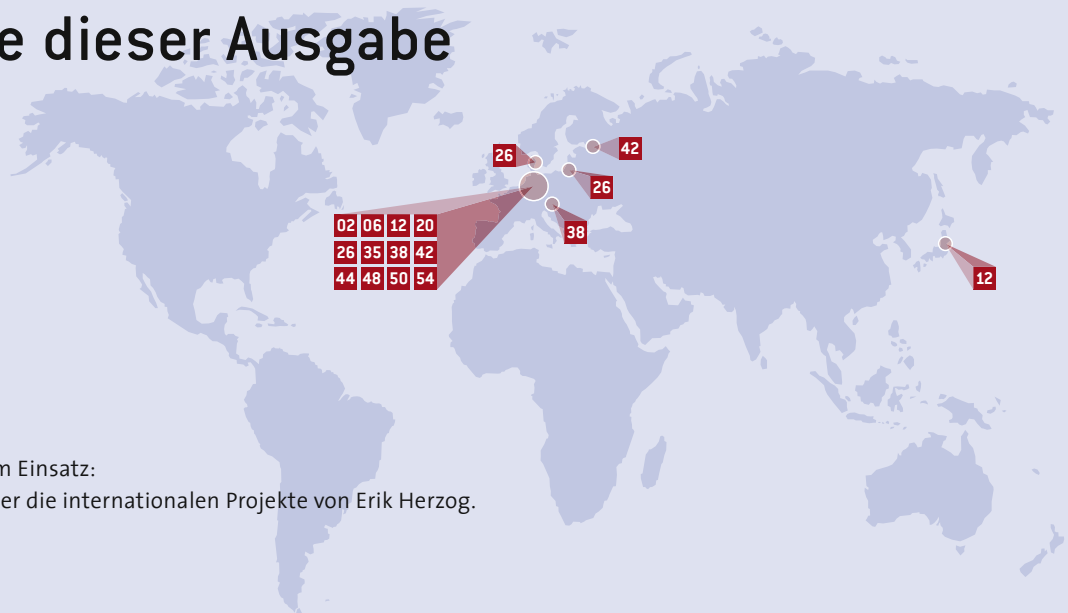 e dieser Ausgabe
26
42
26
02 06 12 20
38
26 35 38 42
44 48 50 54
12
m Einsatz:
er die internationalen Projekte von Erik Herzog.